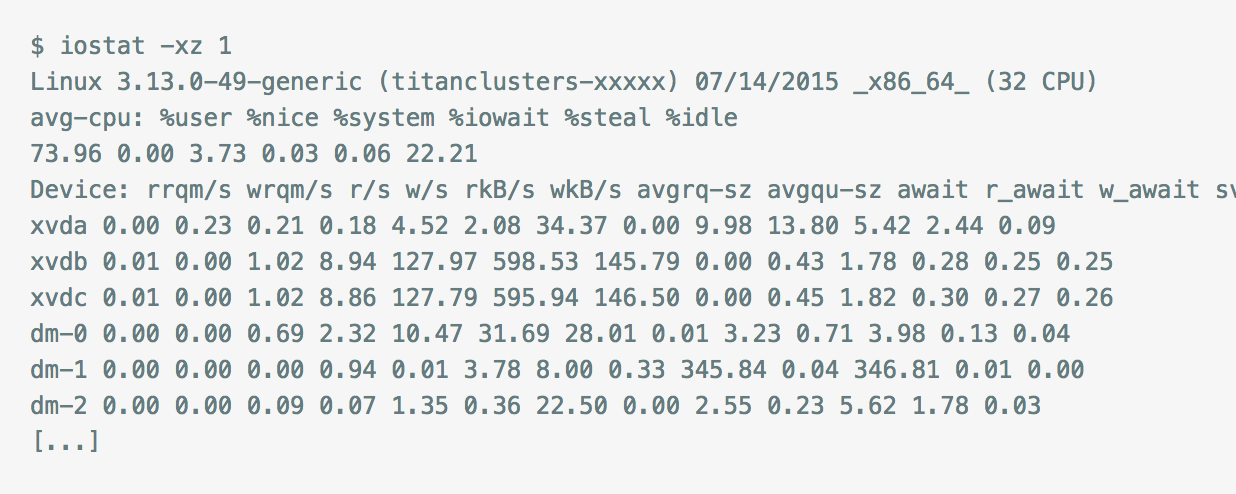 $ iostat -xz 1
Linux 3.13.0-49-generic (titanclusters-xxxxx) 07/14/2015 _x86_64_ (32 CPU)
avg-cpu: %user %nice %system %iowait %steal %idle
73.96 0.00 3.73 0.03 0.06 22.21
Device: rrqm/s wrqm/s r/s w/s rkB/s wkB/s avgrq-sz avgqu-sz await r_await w_await sv
xvda 0.00 0.23 0.21 0.18 4.52 2.08 34.37 0.00 9.98 13.80 5.42 2.44 0.09
xvdb 0.01 0.00 1.02 8.94 127.97 598.53 145.79 0.00 0.43 1.78 0.28 0.25 0.25
xvdc 0.01 0.00 1.02 8.86 127.79 595.94 146.50 0.00 0.45 1.82 0.30 0.27 0.26
dm-0 0.00 0.00 0.69 2.32 10.47 31.69 28.01 0.01 3.23 0.71 3.98 0.13 0.04
dm-1 0.00 0.00 0.00 0.94 0.01 3.78 8.00 0.33 345.84 0.04 346.81 0.01 0.00
dm-2 0.00 0.00 0.09 0.07 1.35 0.36 22.50 0.00 2.55 0.23 5.62 1.78 0.03
[...]